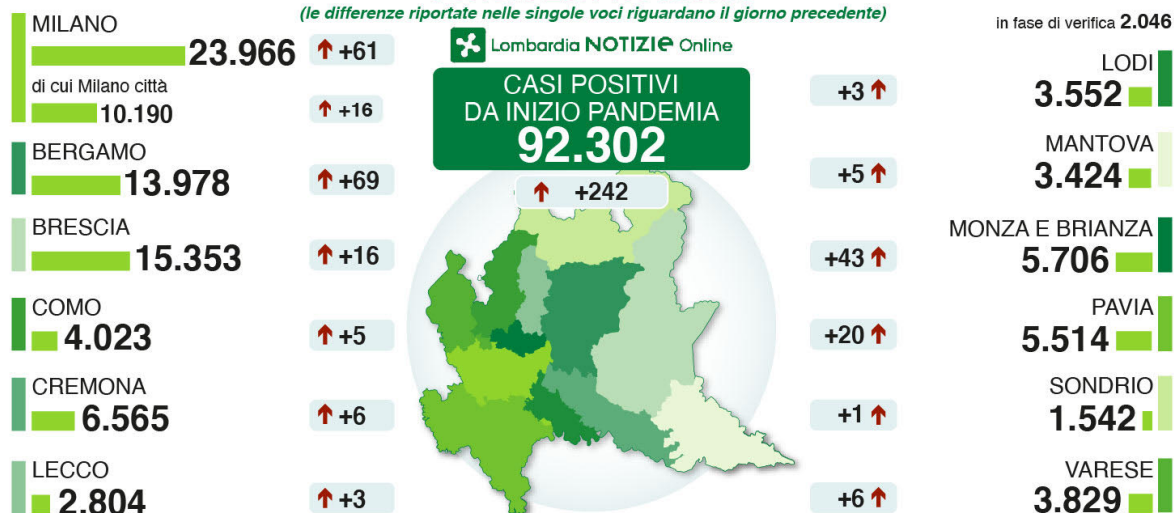 (le differenze riportate nelle singole voci riguardano il giorno precedente)
in fase di verifica 2.046
Lombardia NOTIZIe Online
CASI POSITIVI
DA INIZIO PANDEMIA
92.302
+242
MILANO
23.966
+61
di cui Milano città
10.190
+16
BERGAMO
13.978
+69
BRESCIA
15.353
+16
COMO
4.023
+5
CREMONA
6.565
+6
LECCO
2.804
+3
LODI
+3
3.552
MANTOVA
+5
3.424
MONZA E BRIANZA
+43
5.706
PAVIA
+20
5.514
SONDRIO
+1
1.542
VARESE
+6
3.829